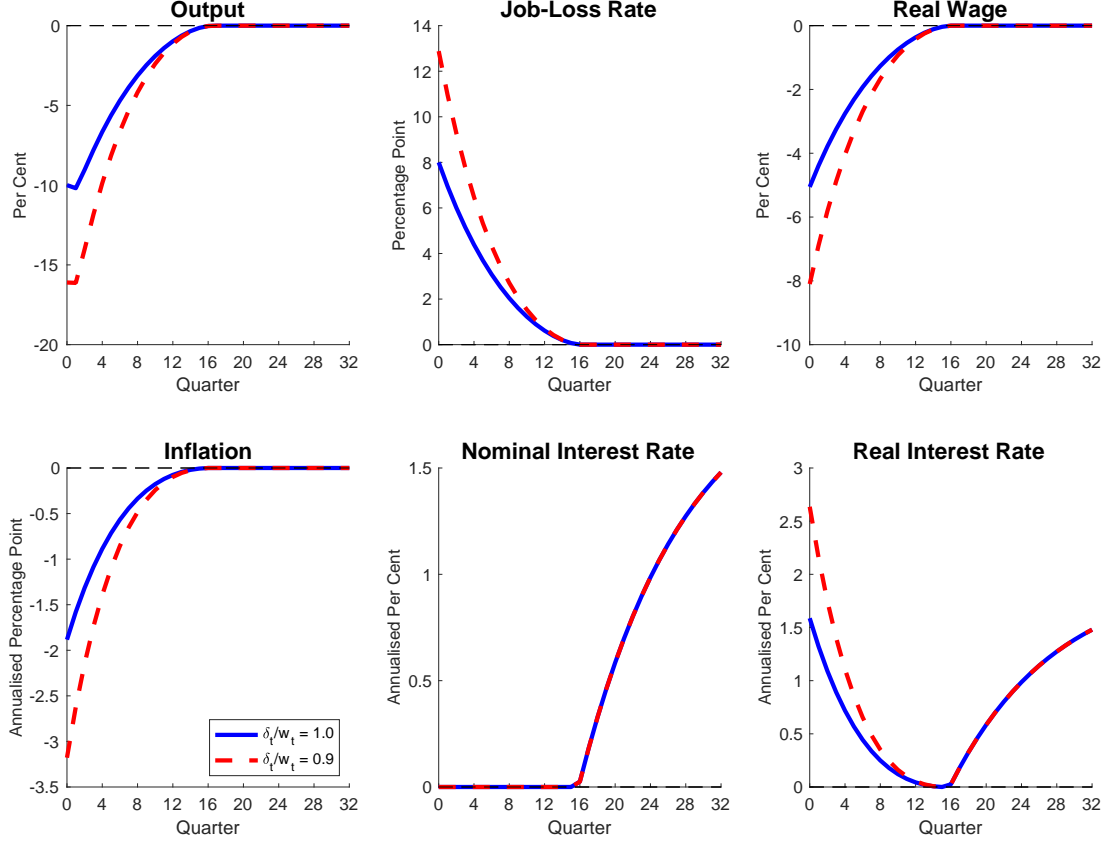 Output
Job-Loss Rate
Real Wage
0
-5
-10
-15
-20
Per Cent
0 4 8 12 16 20 24 28 32
Quarter
14
12
10
8
6
4
2
0
Percentage Point
0 4 8 12 16 20 24 28 32
Quarter
0
-2
-4
-6
-8
-10
Per Cent
0 4 8 12 16 20 24 28 32
Quarter
Inflation
Nominal Interest Rate
Real Interest Rate
0
-0.5
-1
-1.5
-2
-2.5
-3
-3.5
Annualised Percentage Point
δ_t/w_t = 1.0
δ_t/w_t = 0.9
0 4 8 12 16 20 24 28 32
Quarter
1.5
1
0.5
0
Annualised Per Cent
0 4 8 12 16 20 24 28 32
Quarter
3
2.5
2
1.5
1
0.5
0
Annualised Per Cent
0 4 8 12 16 20 24 28 32
Quarter